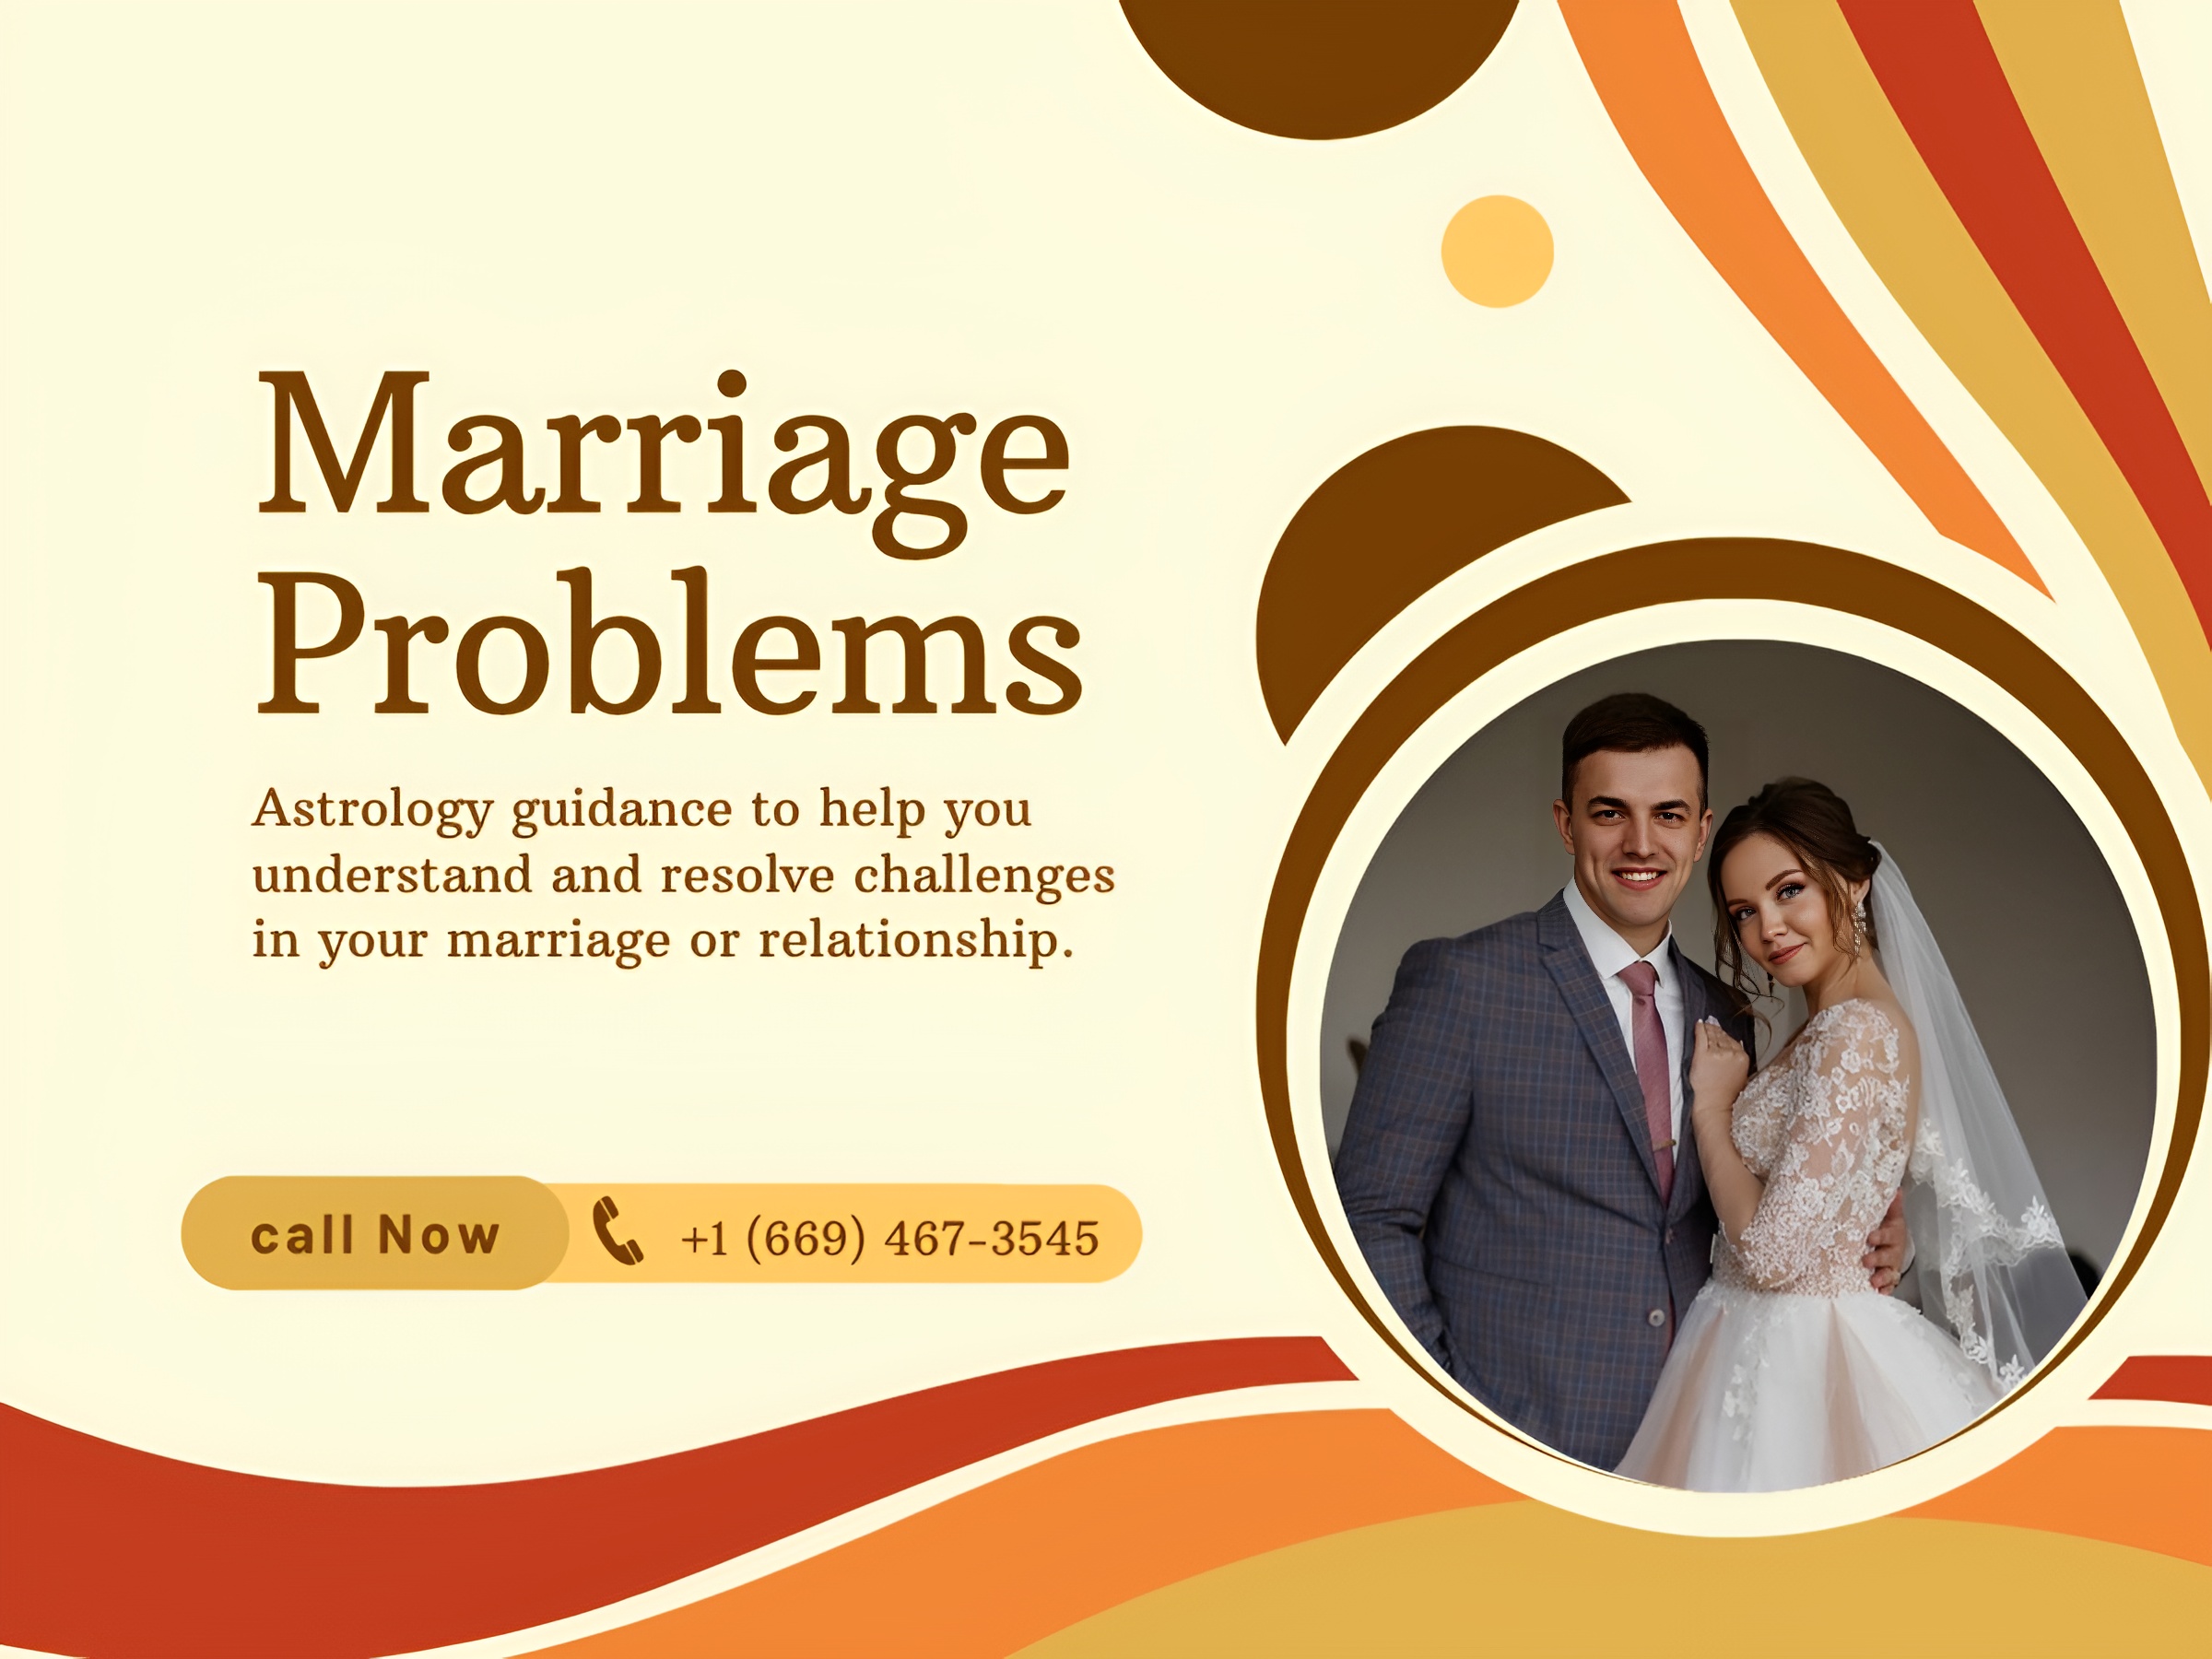 Marriage
Problems
Astrology guidance to help you
understand and resolve challenges
in your marriage or relationship.
call Now
+1 (669) 467-3545